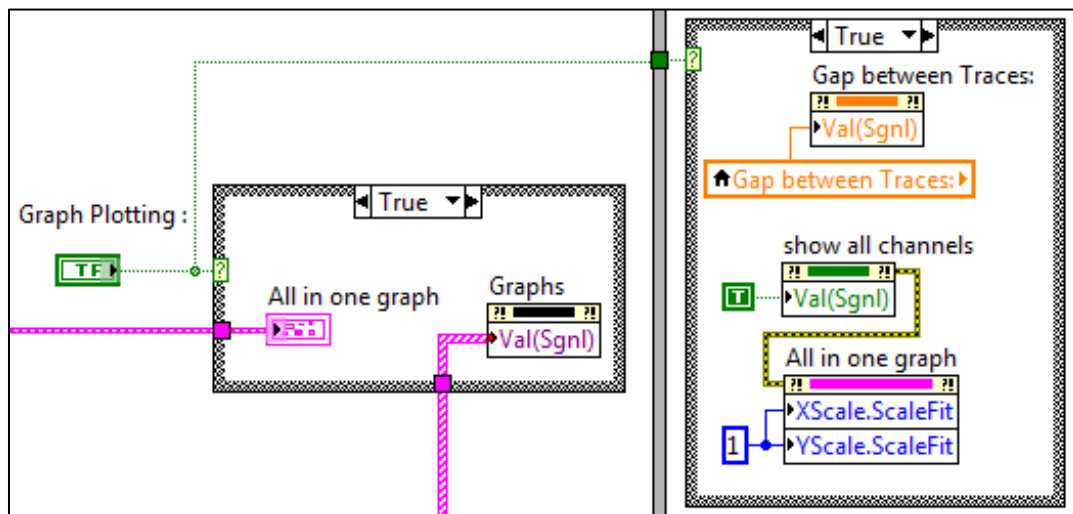 True
Gap between Traces:
?! ?!
Val(Sgnl)
Gap between Traces:
?
True
Graph Plotting :
TF
?
All in one graph
Graphs
?! ?!
Val(Sgnl)
show all channels
?! ?!
T
Val(Sgnl)
All in one graph
?! ?!
XScale.ScaleFit
1
YScale.ScaleFit